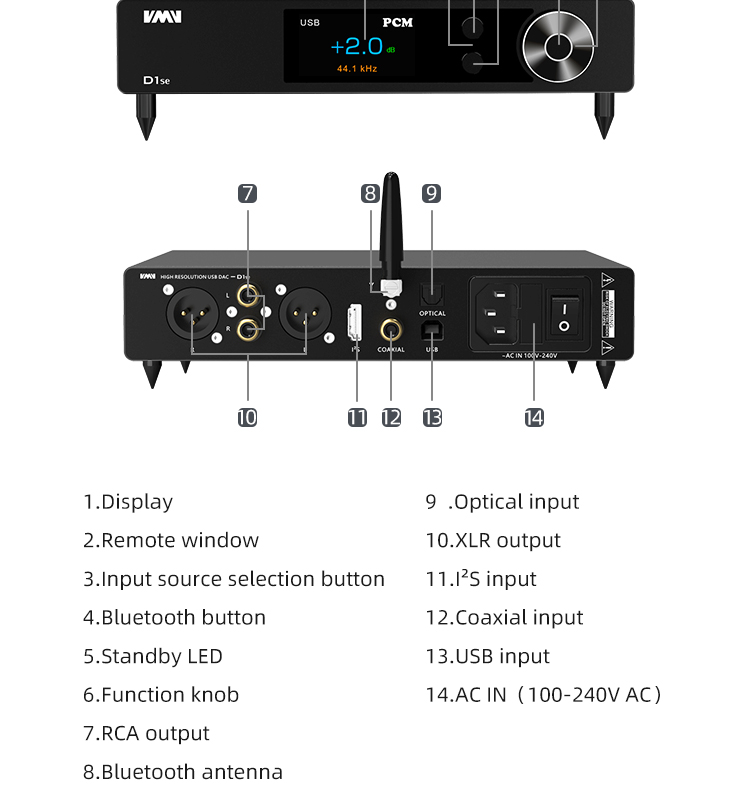 VMV
USB
PCM
+2.0 dB
44.1 kHz
D1se
7
8
9
VMV HIGH RESOLUTION USB DAC — D1se
L
R
OPTICAL
I²S
COAXIAL
USB
~AC IN 100V-240V
WARNING
10
11
12
13
14
1.Display
2.Remote window
3.Input source selection button
4.Bluetooth button
5.Standby LED
6.Function knob
7.RCA output
8.Bluetooth antenna
9 .Optical input
10.XLR output
11.I²S input
12.Coaxial input
13.USB input
14.AC IN（100-240V AC）